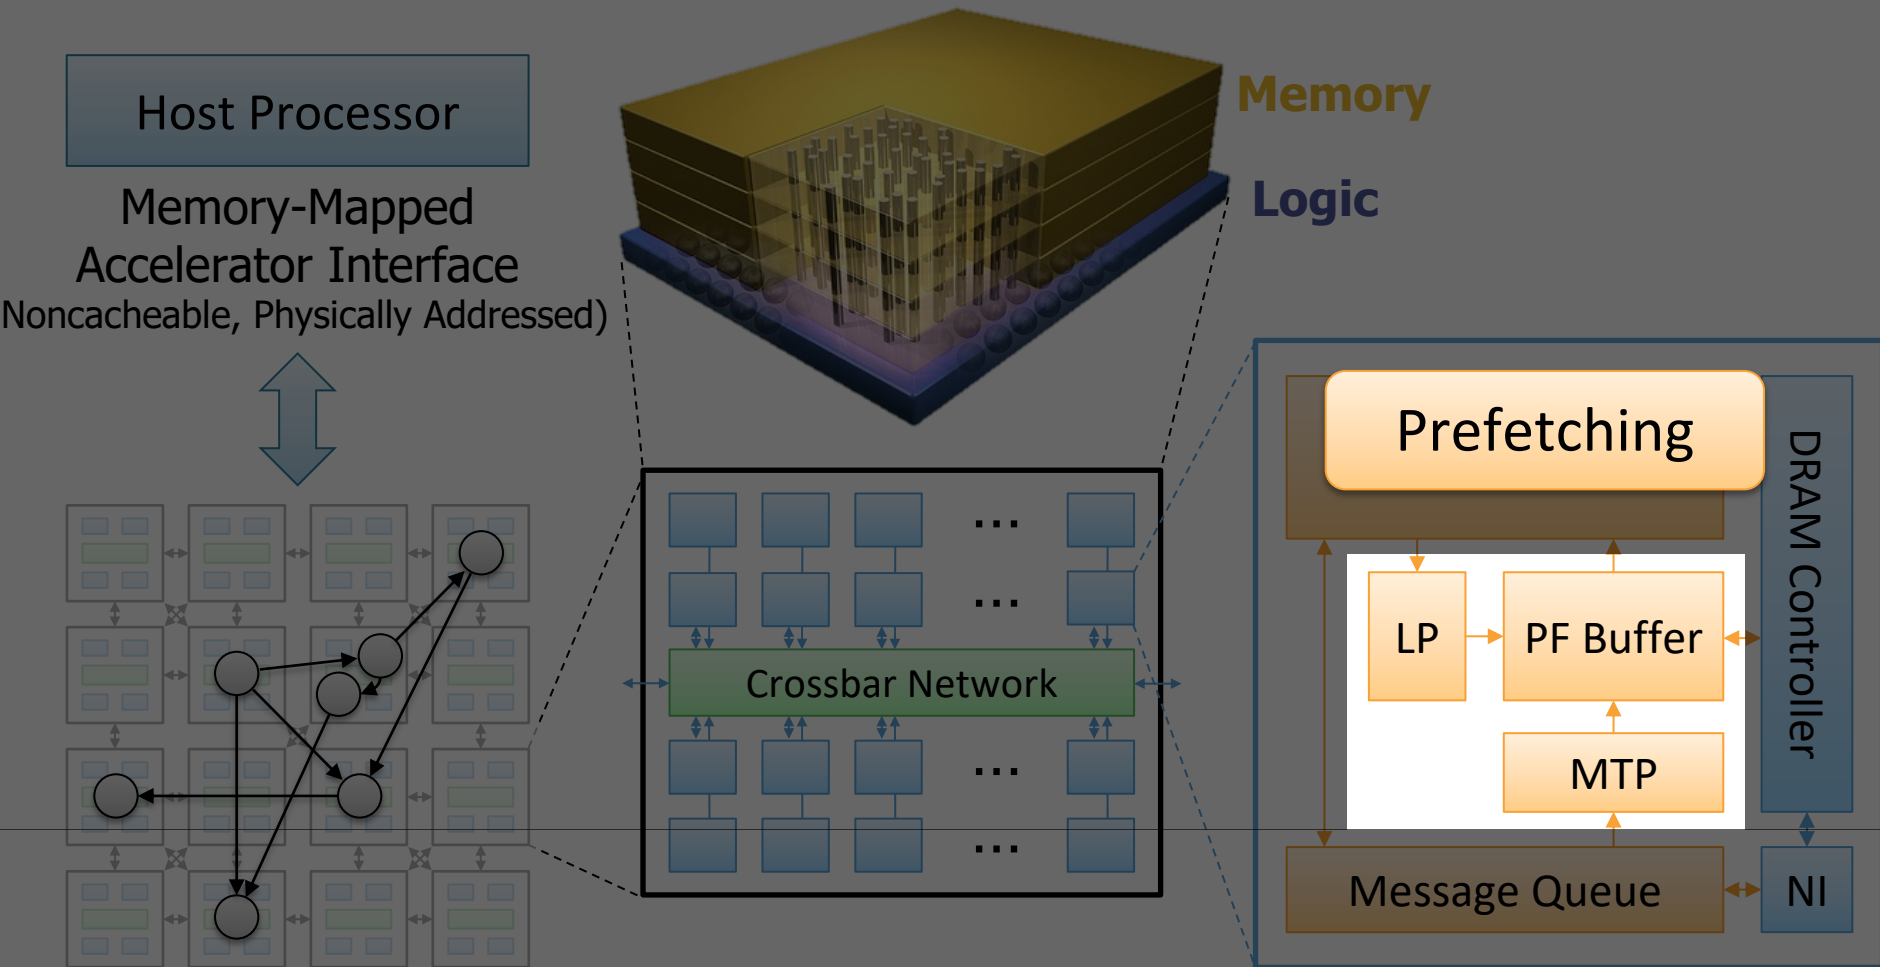 Host Processor
Memory-Mapped
Accelerator Interface
Noncacheable, Physically Addressed)
Memory
Logic
...
...
Crossbar Network
...
...
Prefetching
LP
PF Buffer
MTP
Message Queue
DRAM Controller
NI